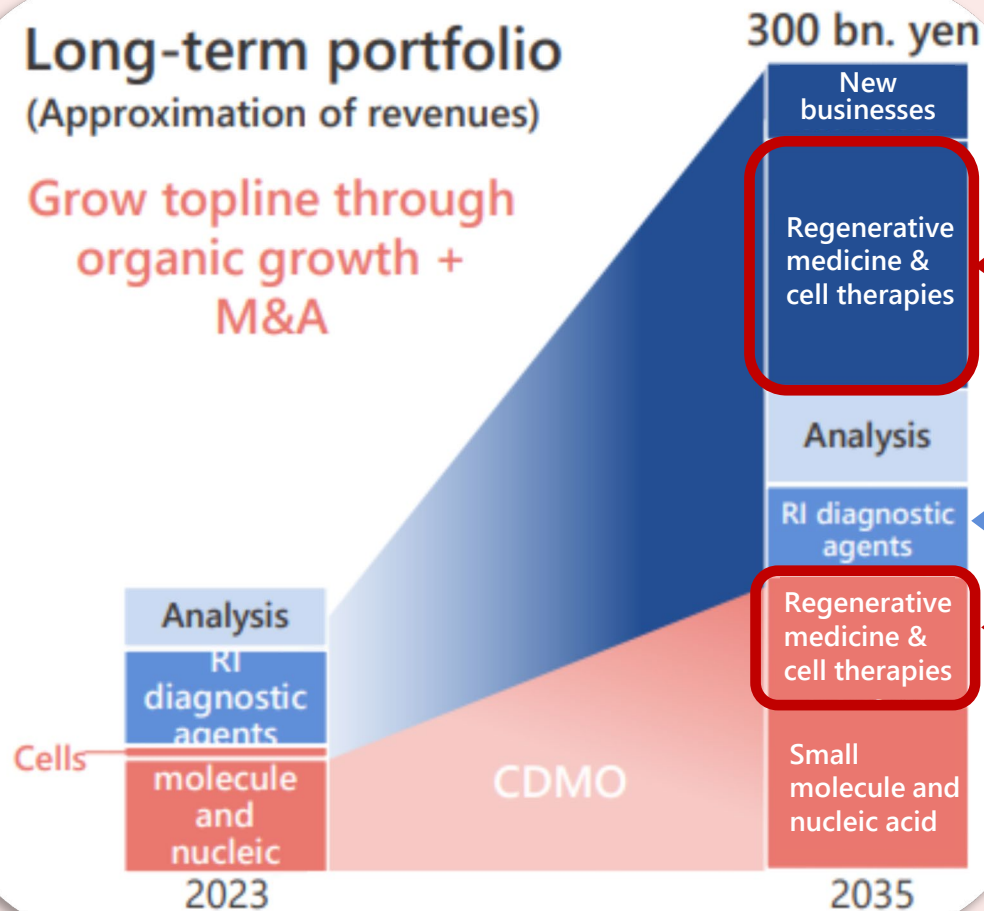 Long-term portfolio
(Approximation of revenues)
Grow topline through
organic growth +
M&A
300 bn. yen
New
businesses
Regenerative
medicine &
cell therapies
Analysis
RI diagnostic
agents
Regenerative
medicine &
cell therapies
Small
molecule and
nucleic acid
2035
CDMO
Analysis
RI
diagnostic
agents
Cells
molecule
and
nucleic
2023